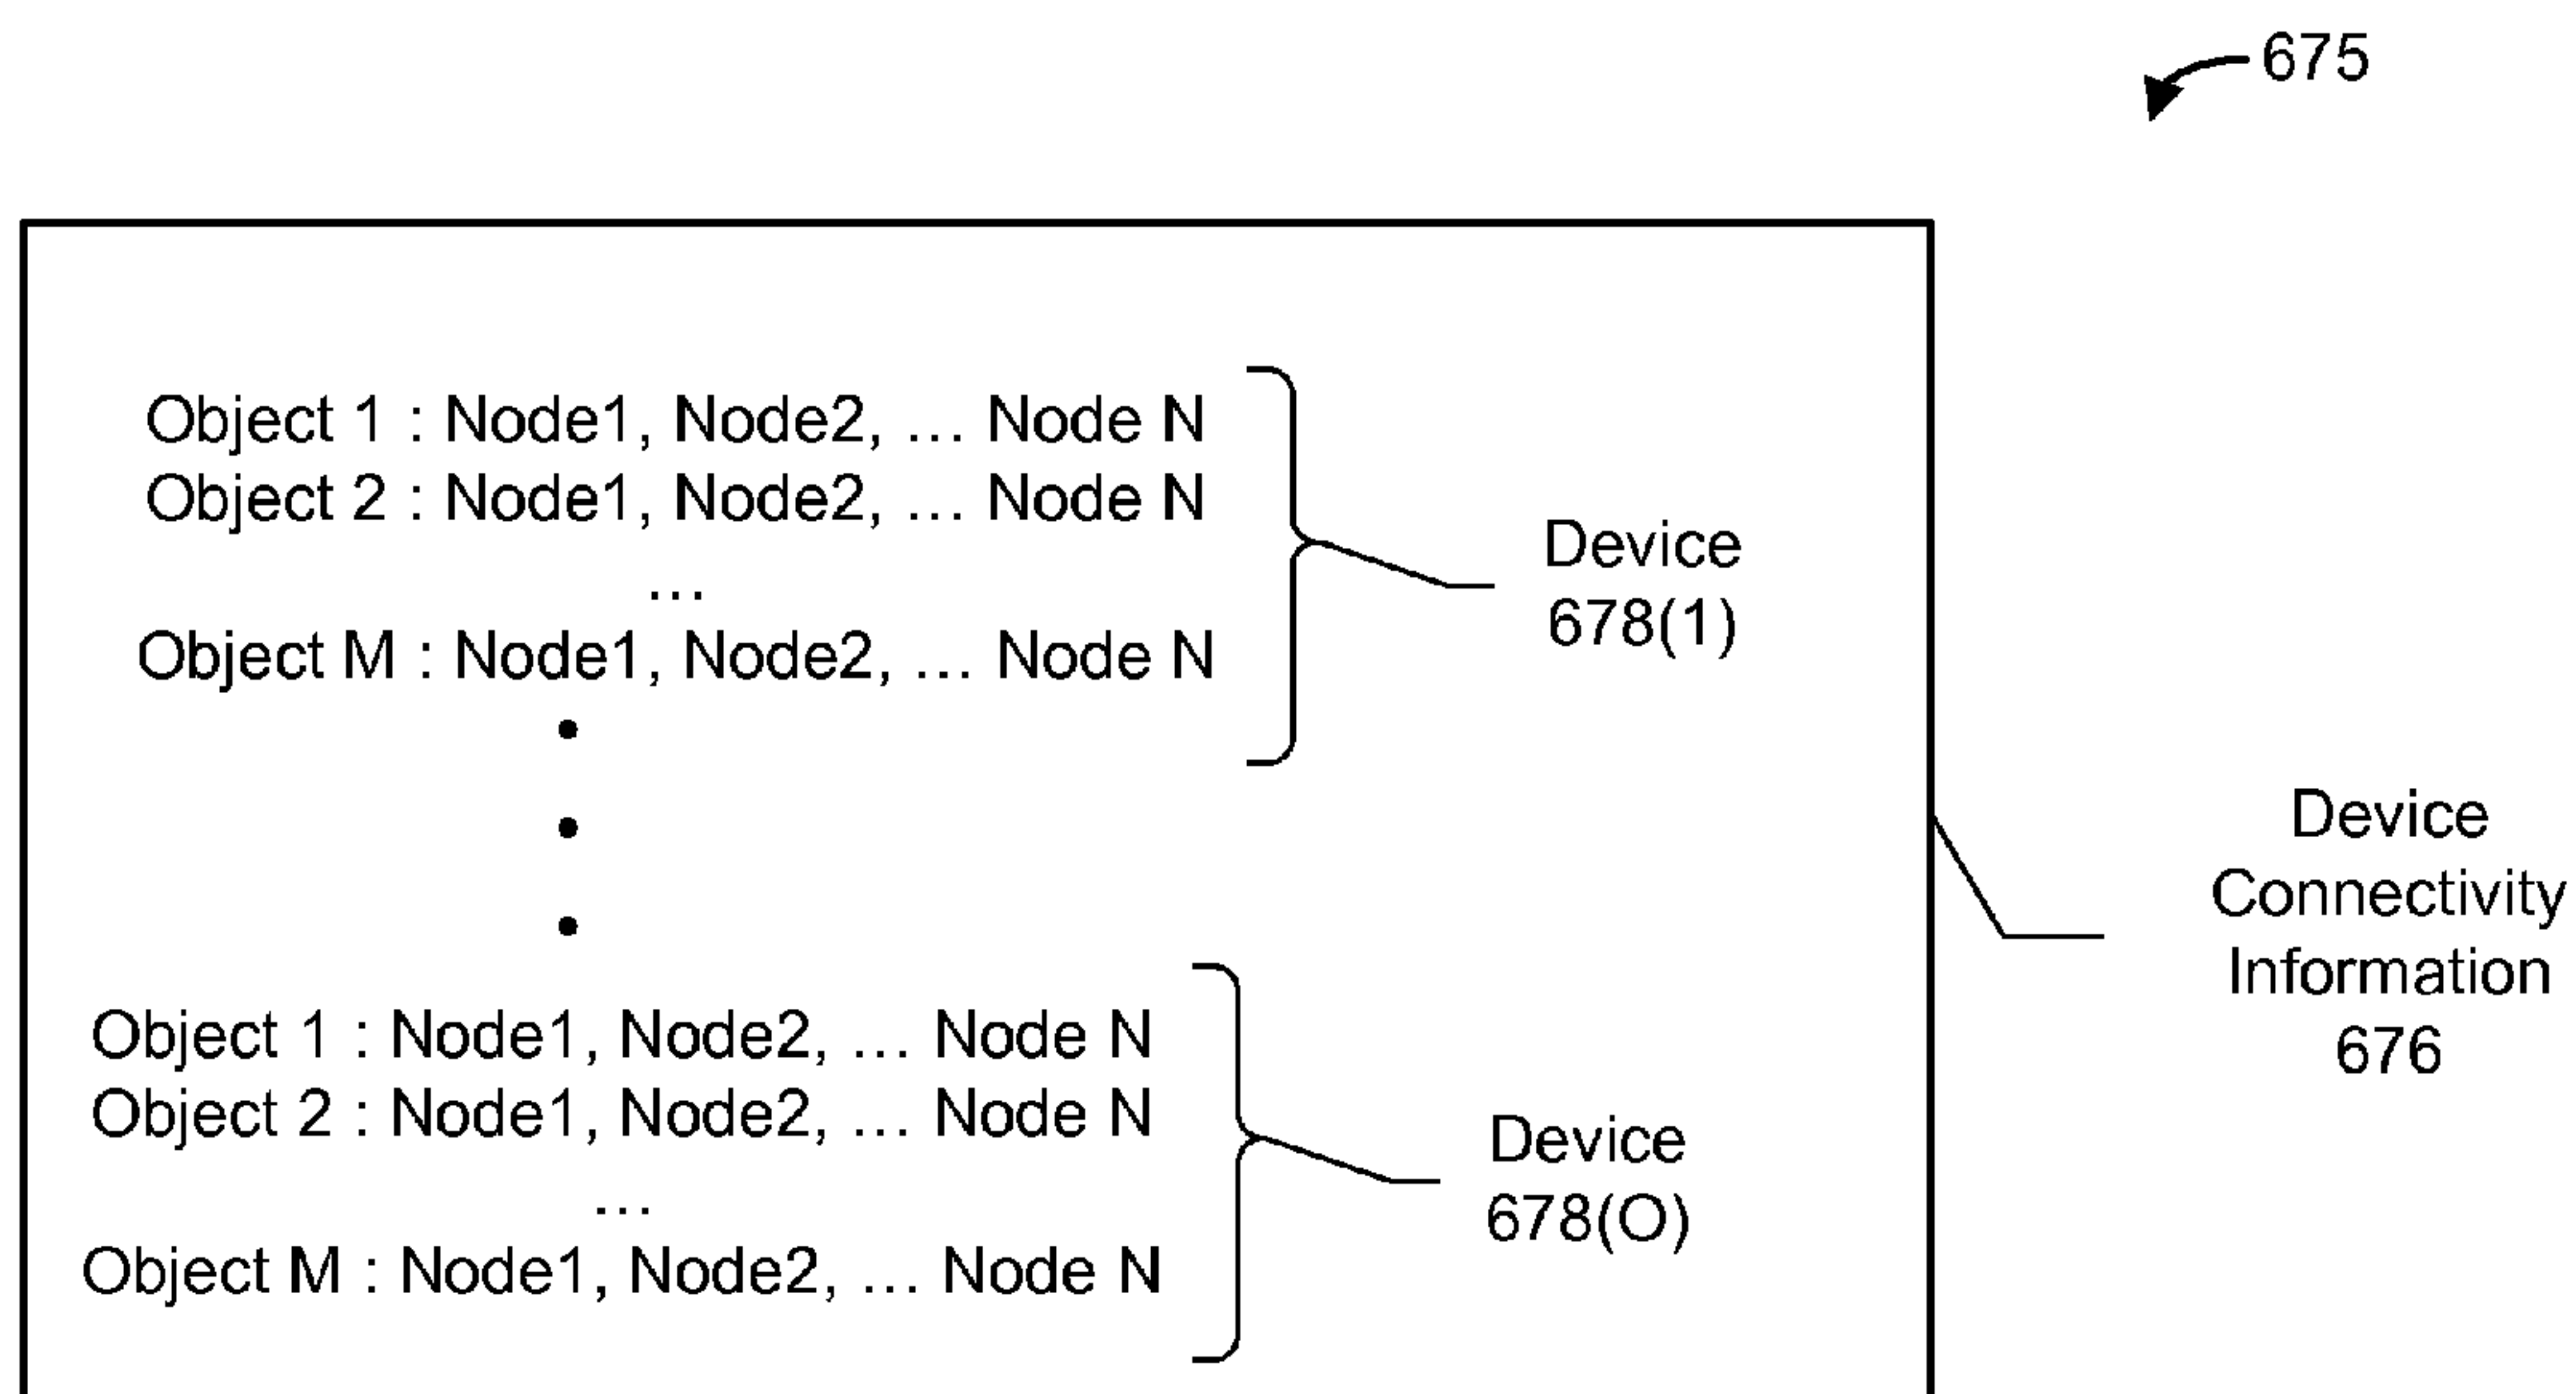 675
Object 1 : Node1, Node2, ... Node N
Object 2 : Node1, Node2, ... Node N
...
Object M : Node1, Node2, ... Node N
Device
678(1)
Device
Connectivity
Information
676
Object 1 : Node1, Node2, ... Node N
Object 2 : Node1, Node2, ... Node N
...
Object M : Node1, Node2, ... Node N
Device
678(O)